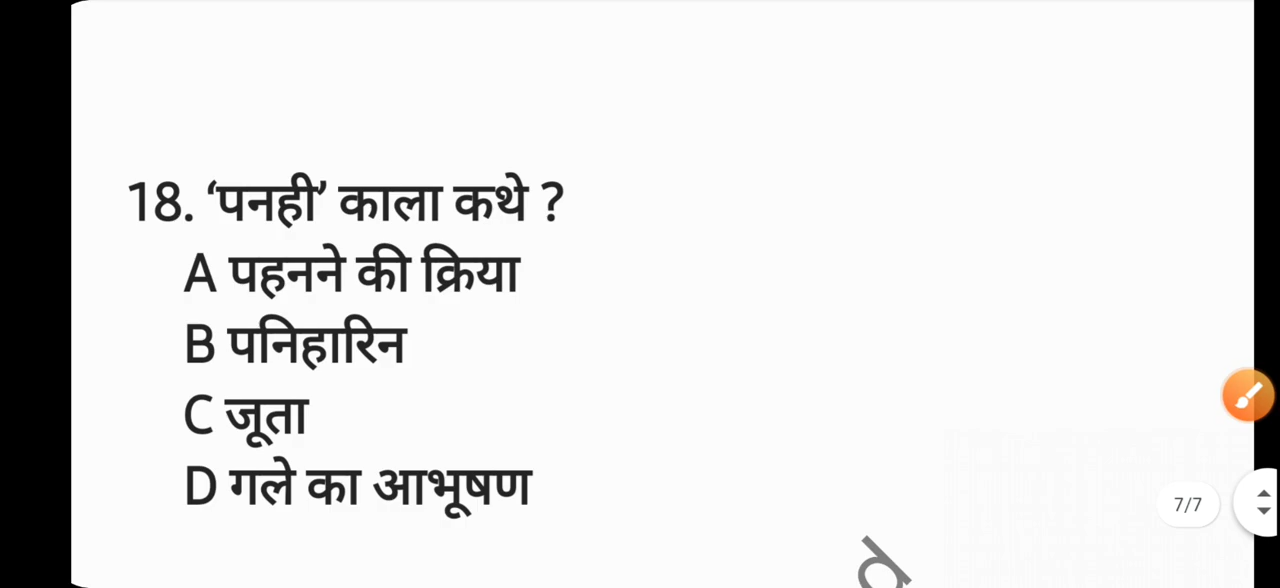 18. ‘पनही’ काला कथे ?
A पहनने की क्रिया
B पनिहारिन
C जूता
D गले का आभूषण
7/7